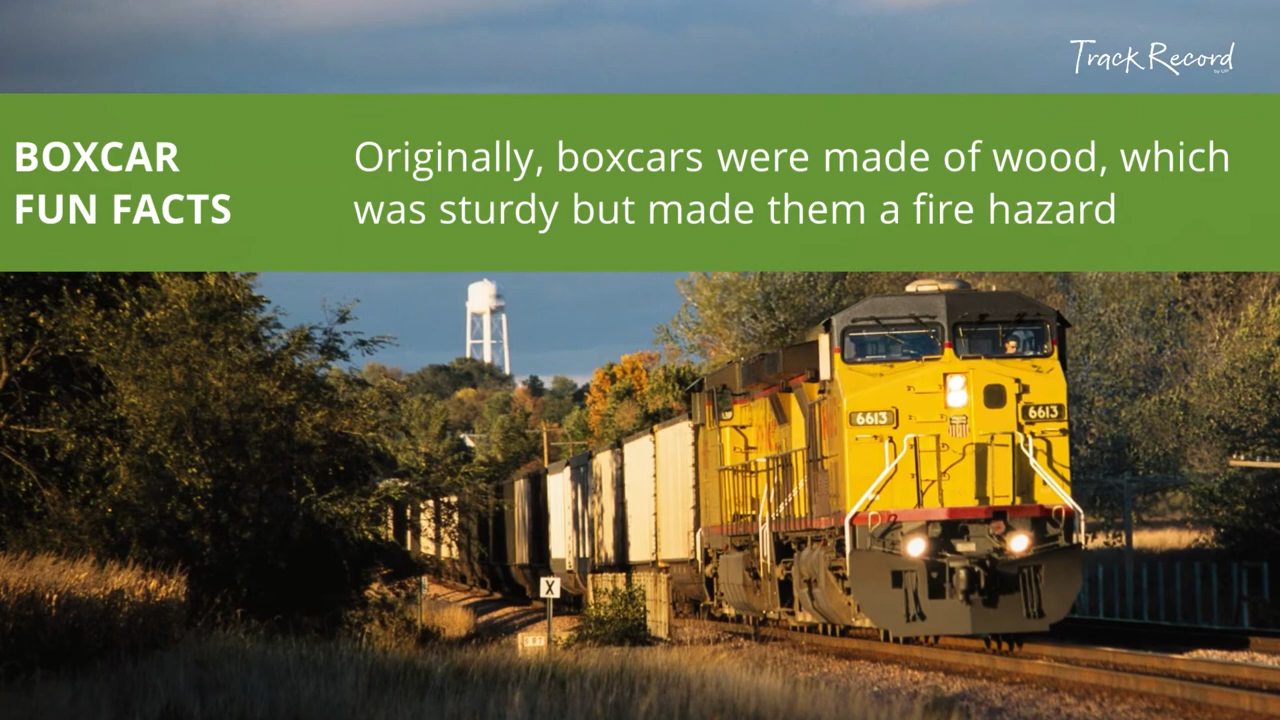 Track Record
BOXCAR
FUN FACTS
Originally, boxcars were made of wood, which
was sturdy but made them a fire hazard
6613
6613
X